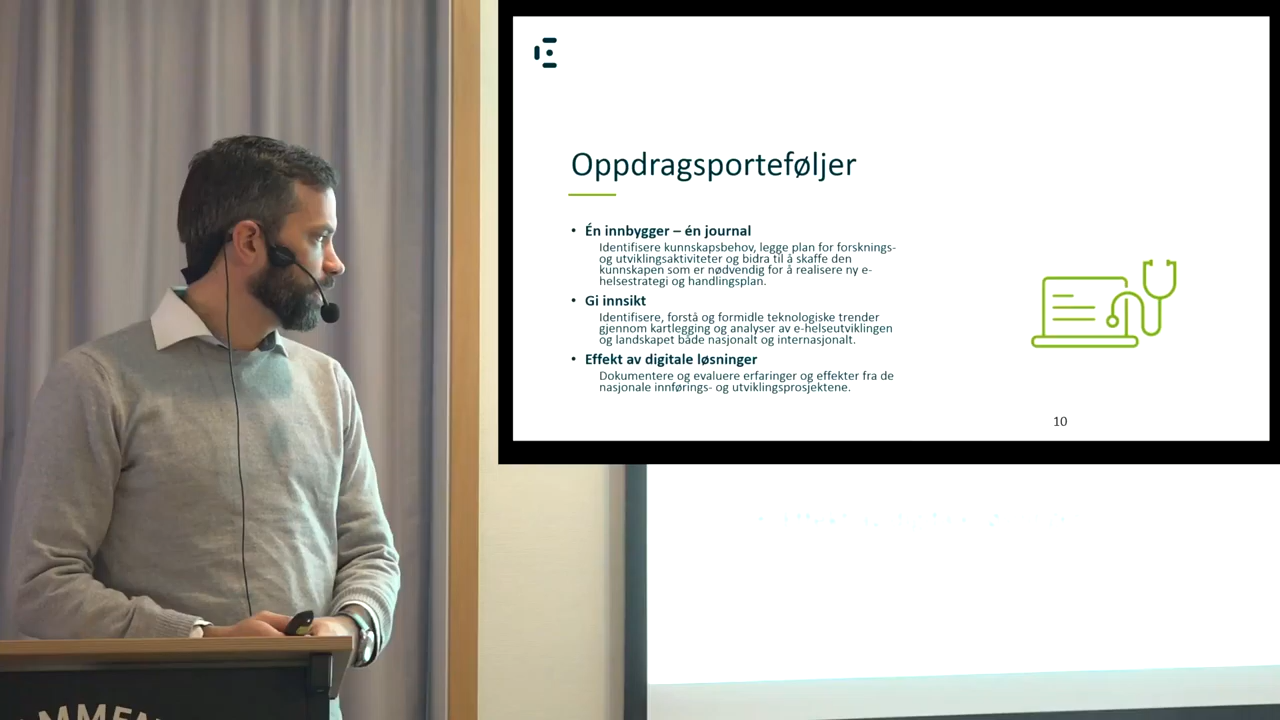 Oppdragsporteføljer
• Én innbygger – én journal
Identifisere kunnskapsbehov, legge plan for forsknings-
og utviklingsaktiviteter og bidra til å skaffe den
kunnskapen som er nødvendig for å realisere ny e-
helsestrategi og handlingsplan.
• Gi innsikt
Identifisere, forstå og formidle teknologiske trender
gjennom kartlegging og analyser av e-helseutviklingen
og landskapet både nasjonalt og internasjonalt.
• Effekt av digitale løsninger
Dokumentere og evaluere erfaringer og effekter fra de
nasjonale innførings- og utviklingsprosjektene.
10